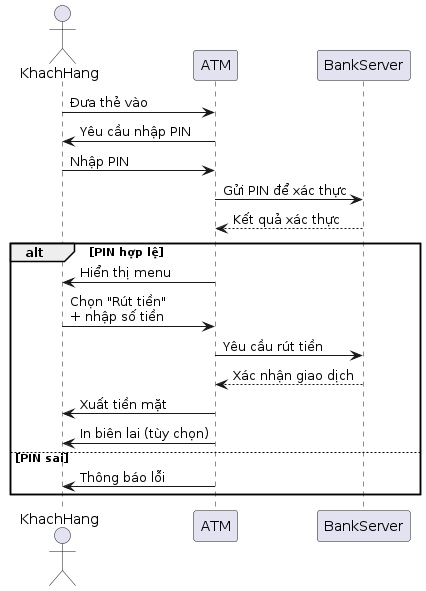 KhachHang
ATM
BankServer
Đưa thẻ vào
Yêu cầu nhập PIN
Nhập PIN
Gửi PIN để xác thực
Kết quả xác thực
alt
[PIN hợp lệ]
Hiển thị menu
Chọn "Rút tiền"
+ nhập số tiền
Yêu cầu rút tiền
Xác nhận giao dịch
Xuất tiền mặt
In biên lai (tùy chọn)
[PIN sai]
Thông báo lỗi
KhachHang
ATM
BankServer